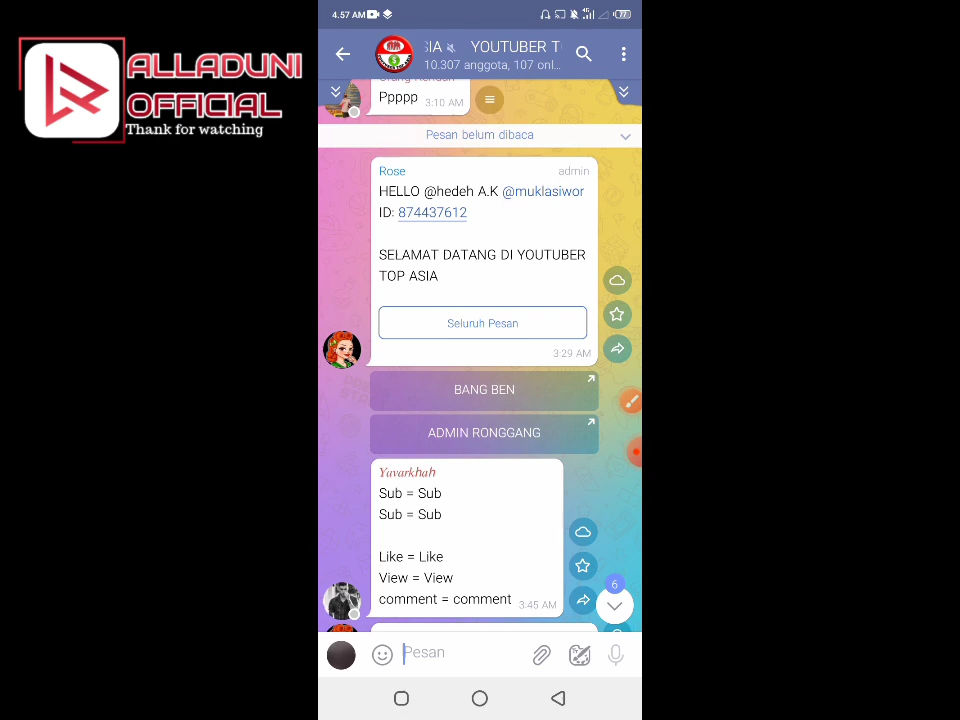 ALLADUNI
OFFICIAL
Thank for watching
4.57 AM
4G
77
SIA YOUTUBER T
10.307 anggota, 107 onl...
Ppppp 3:10 AM
Pesan belum dibaca
Rose admin
HELLO @hedeh A.K @muklasiwor
ID: 874437612
SELAMAT DATANG DI YOUTUBER
TOP ASIA
Seluruh Pesan
3:29 AM
BANG BEN
ADMIN RONGGANG
Yavarkhah
Sub = Sub
Sub = Sub
Like = Like
View = View
comment = comment 3:45 AM
6
Pesan